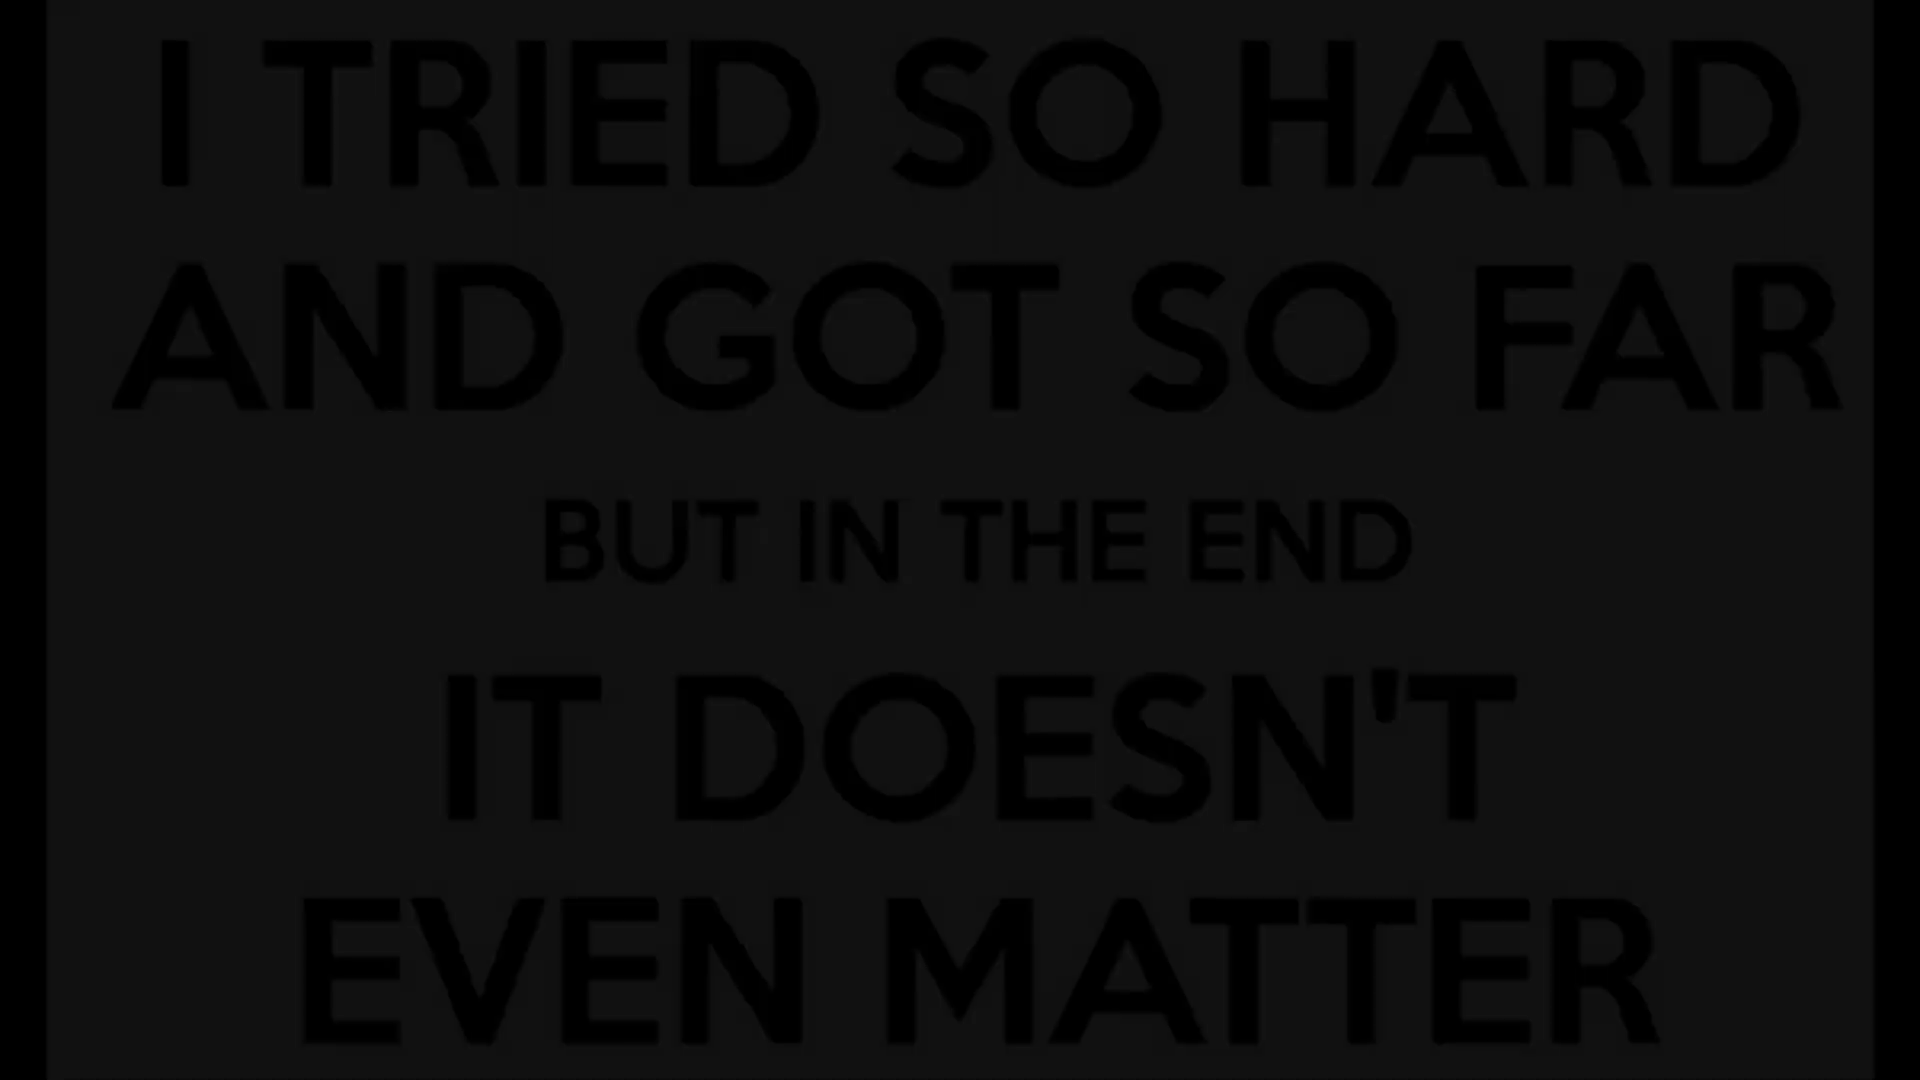 I TRIED SO HARD
AND GOT SO FAR
BUT IN THE END
IT DOESN'T
EVEN MATTER